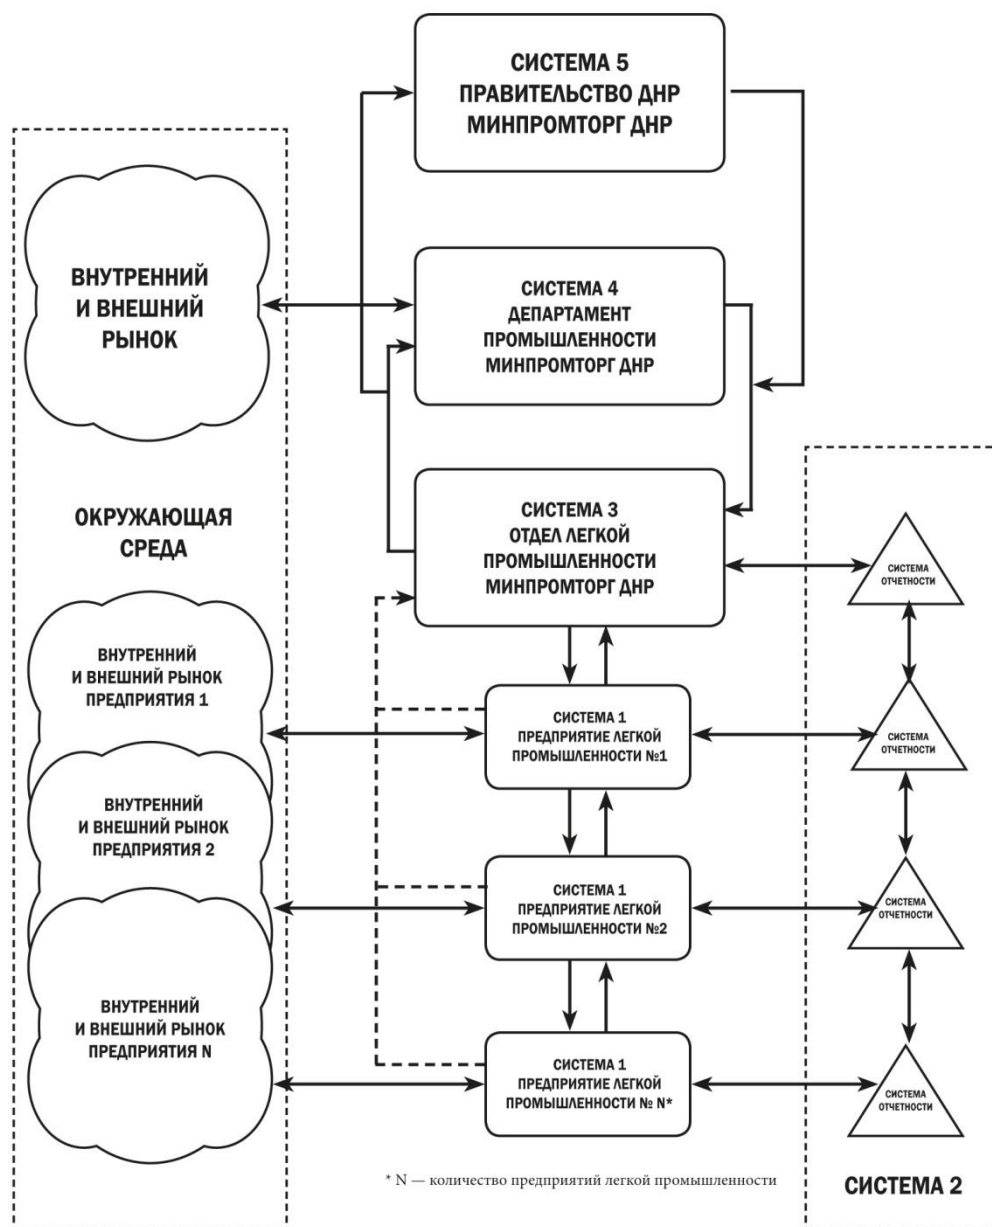 СИСТЕМА 5
ПРАВИТЕЛЬСТВО ДНР
МИНПРОМТОРГ ДНР
ВНУТРЕННИЙ
И ВНЕШНИЙ
РЫНОК
СИСТЕМА 4
ДЕПАРТАМЕНТ
ПРОМЫШЛЕННОСТИ
МИНПРОМТОРГ ДНР
ОКРУЖАЮЩАЯ
СРЕДА
СИСТЕМА 3
ОТДЕЛ ЛЕГКОЙ
ПРОМЫШЛЕННОСТИ
МИНПРОМТОРГ ДНР
СИСТЕМА
ОТЧЕТНОСТИ
ВНУТРЕННИЙ
И ВНЕШНИЙ РЫНОК
ПРЕДПРИЯТИЯ 1
СИСТЕМА 1
ПРЕДПРИЯТИЕ ЛЕГКОЙ
ПРОМЫШЛЕННОСТИ №1
СИСТЕМА
ОТЧЕТНОСТИ
ВНУТРЕННИЙ
И ВНЕШНИЙ РЫНОК
ПРЕДПРИЯТИЯ 2
СИСТЕМА 1
ПРЕДПРИЯТИЕ ЛЕГКОЙ
ПРОМЫШЛЕННОСТИ №2
СИСТЕМА
ОТЧЕТНОСТИ
ВНУТРЕННИЙ
И ВНЕШНИЙ РЫНОК
ПРЕДПРИЯТИЯ N
СИСТЕМА 1
ПРЕДПРИЯТИЕ ЛЕГКОЙ
ПРОМЫШЛЕННОСТИ № N*
СИСТЕМА
ОТЧЕТНОСТИ
* N — количество предприятий легкой промышленности
СИСТЕМА 2